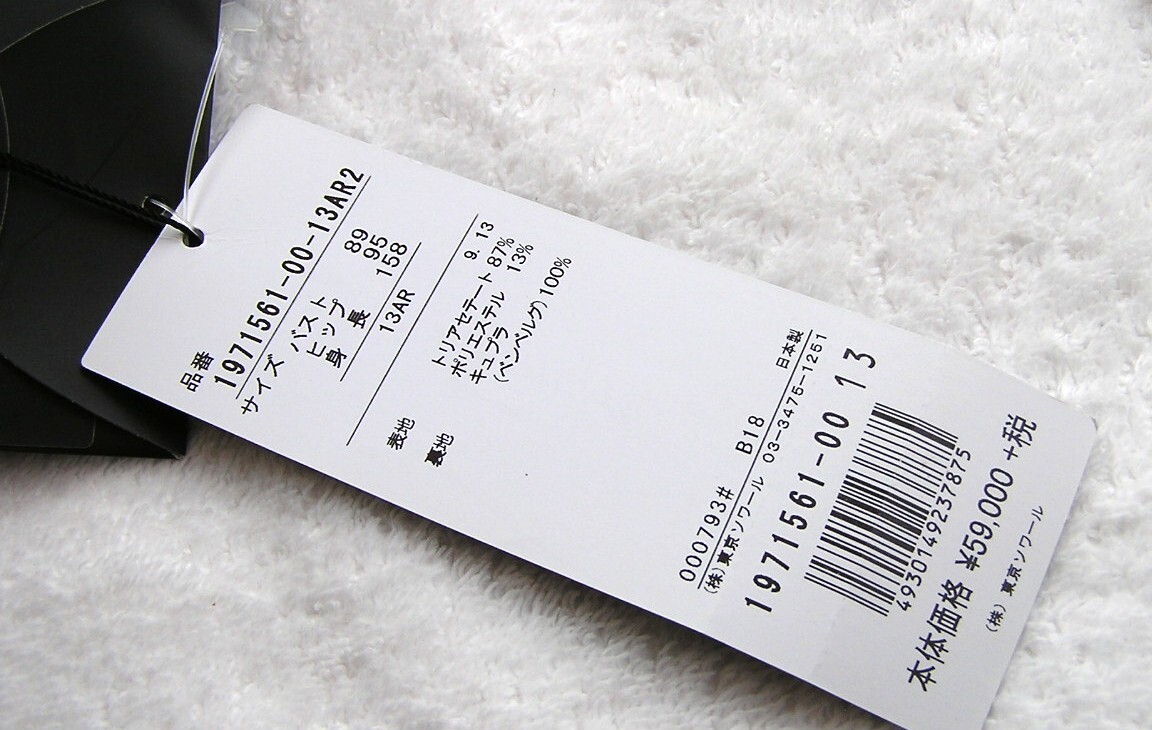 品番
1971561-00-13AR2
サイズ バスト 89
ヒップ 95
身長 158
13AR
9. 13
表地 トリアセテート 87%
ポリエステル 13%
裏地 キュプラ
(ベンベルグ) 100%
000793# B18 日本製
(株)東京ソワール 03-3475-1251
1971561-00 13
4930149237875
本体価格 ¥59,000 +税
(株) 東京ソワール